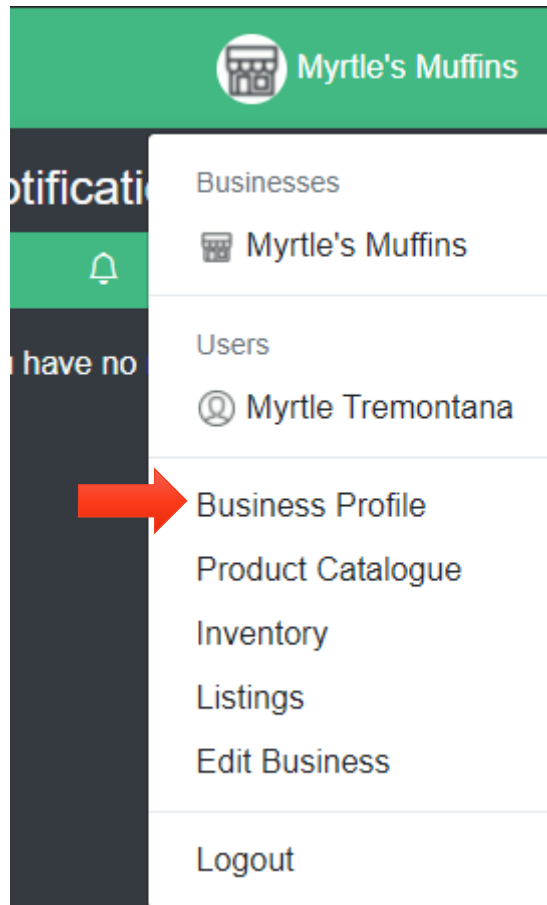 Myrtle's Muffins
Businesses
Myrtle's Muffins
Users
have no
Myrtle Tremontana
Business Profile
Product Catalogue
Inventory
Listings
Edit Business
Logout